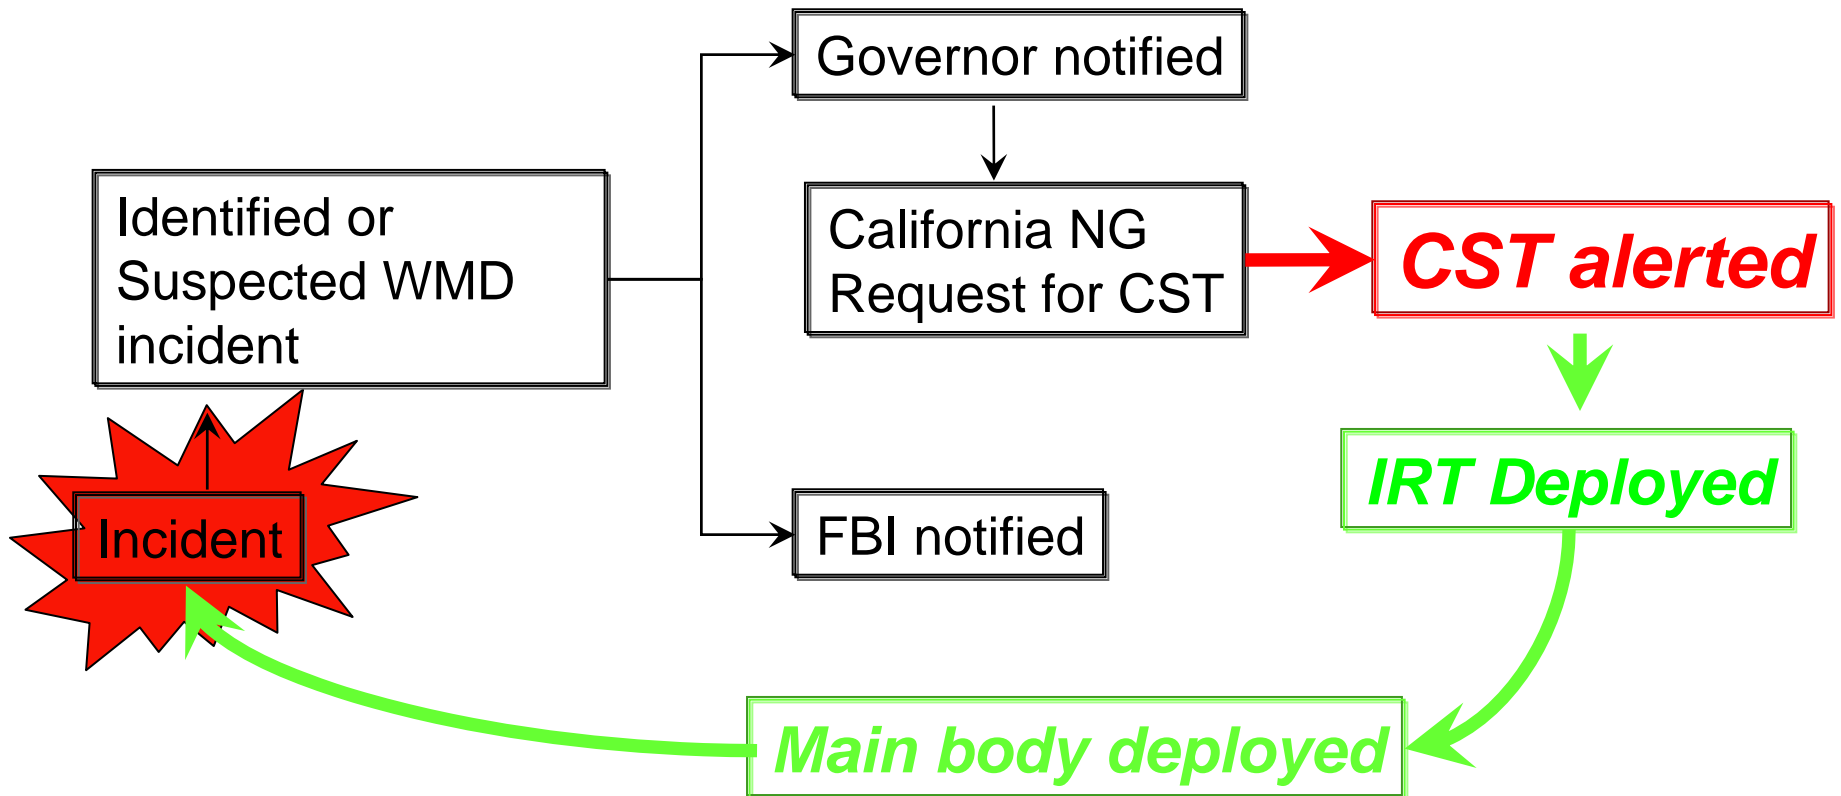 Governor notified
Identified or
Suspected WMD
incident
California NG
Request for CST
CST alerted
IRT Deployed
Incident
FBI notified
Main body deployed